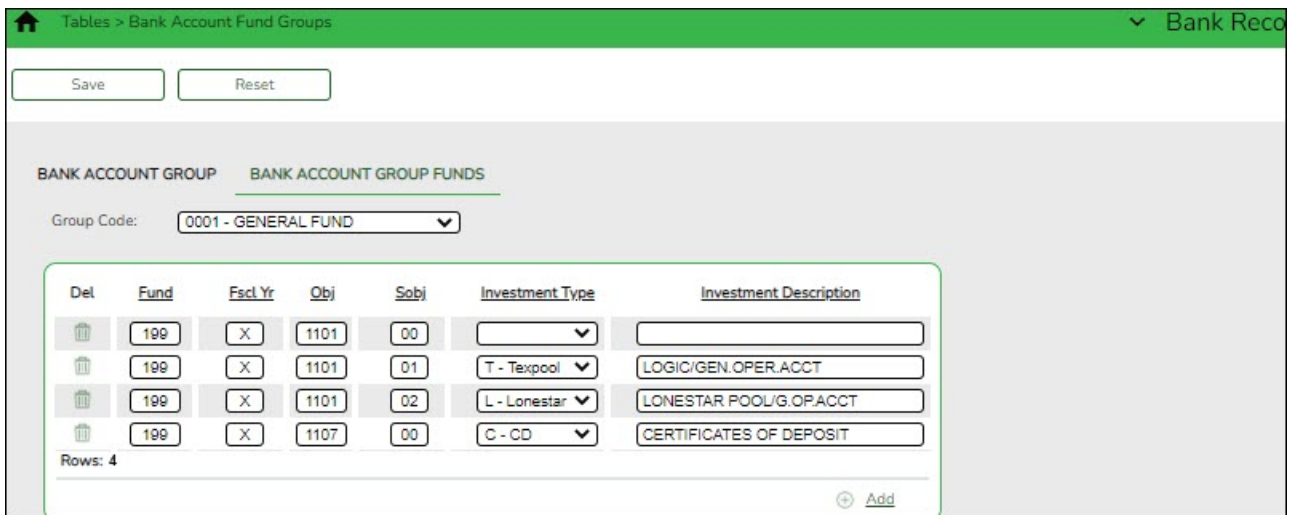 Tables > Bank Account Fund Groups
Bank Reco
Save Reset
BANK ACCOUNT GROUP BANK ACCOUNT GROUP FUNDS
Group Code: 0001 - GENERAL FUND
Del Fund Fscl Yr Obj Sobj Investment Type Investment Description
199 X 1101 00
199 X 1101 01 T - Texpool LOGIC/GEN.OPER.ACCT
199 X 1101 02 L - Lonestar LONESTAR POOL/G.OP.ACCT
199 X 1107 00 C - CD CERTIFICATES OF DEPOSIT
Rows: 4
Add